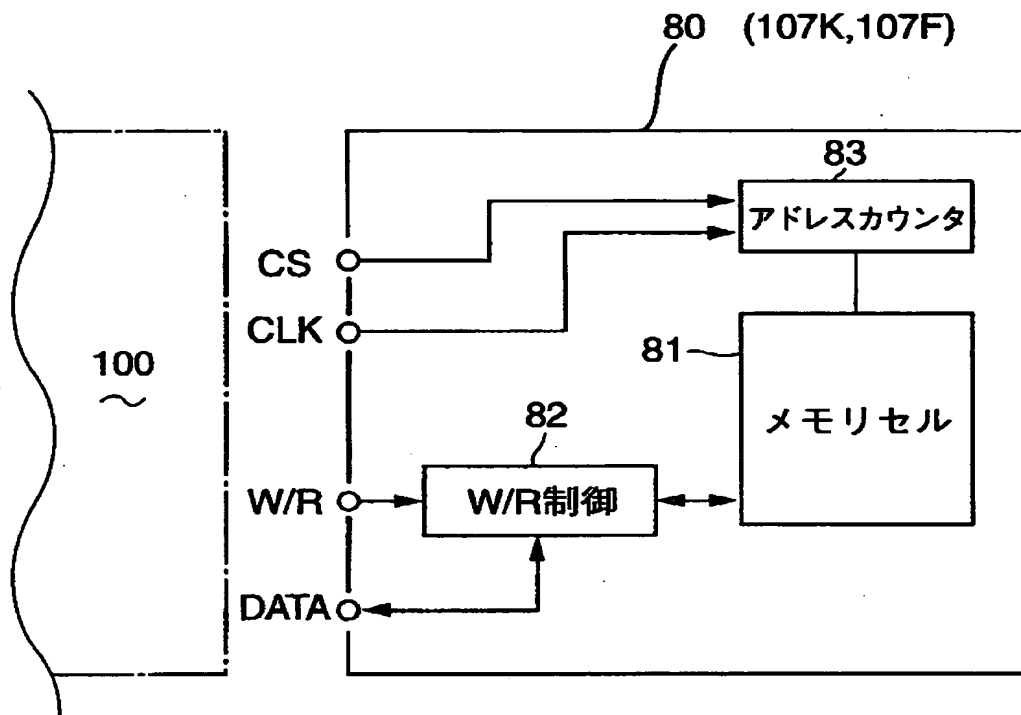 80 (107K,107F)
83
アドレスカウンタ
CS
CLK
81
100
メモリセル
82
W/R
W/R制御
DATA